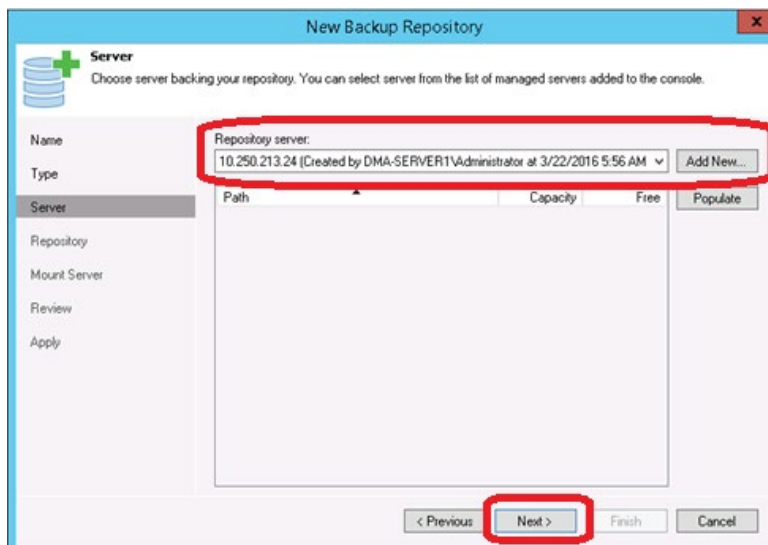 New Backup Repository
x
Server
Choose server backing your repository. You can select server from the list of managed servers added to the console.
Name
Type
Server
Repository
Mount Server
Review
Apply
Repository server:
10.250.213.24 (Created by DMA-SERVER1\Administrator at 3/22/2016 5:56 AM
Add New...
Path Capacity Free
Populate
< Previous Next > Finish Cancel